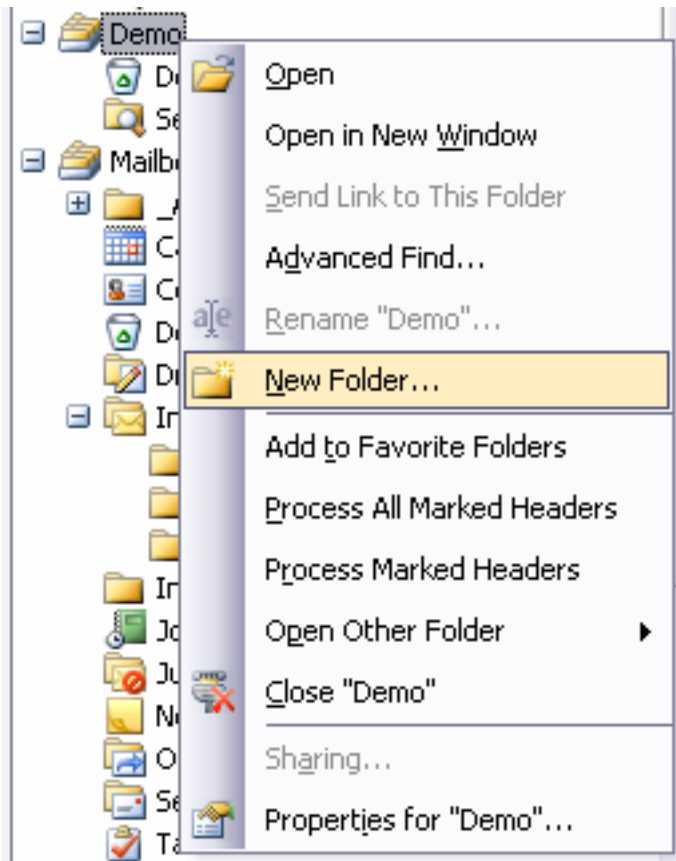 Demo
Mailb
Open
Open in New Window
Send Link to This Folder
Advanced Find...
Rename "Demo"...
New Folder...
Add to Favorite Folders
Process All Marked Headers
Process Marked Headers
Open Other Folder
Close "Demo"
Sharing...
Properties for "Demo"...